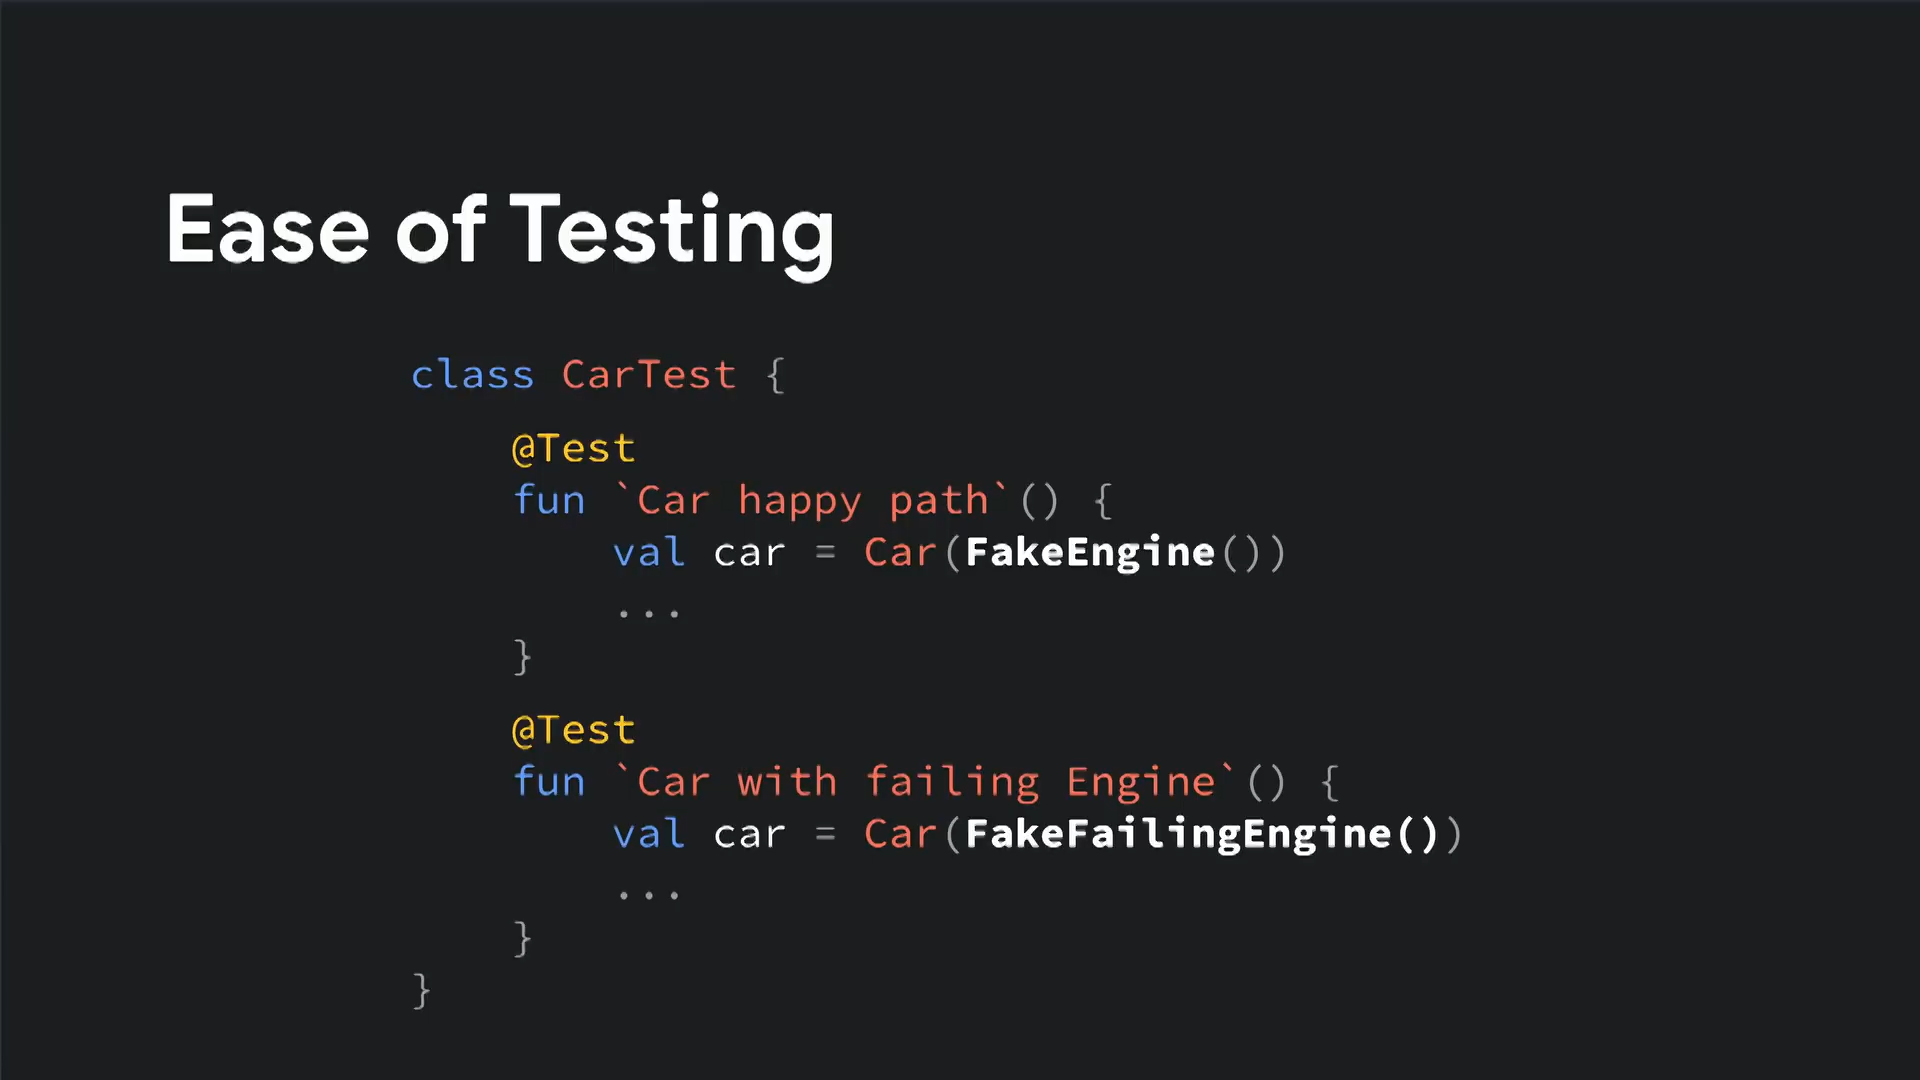 Ease of Testing
class CarTest {
@Test
fun `Car happy path`() {
val car = Car(FakeEngine())
...
}
@Test
fun `Car with failing Engine`() {
val car = Car(FakeFailingEngine())
...
}
}